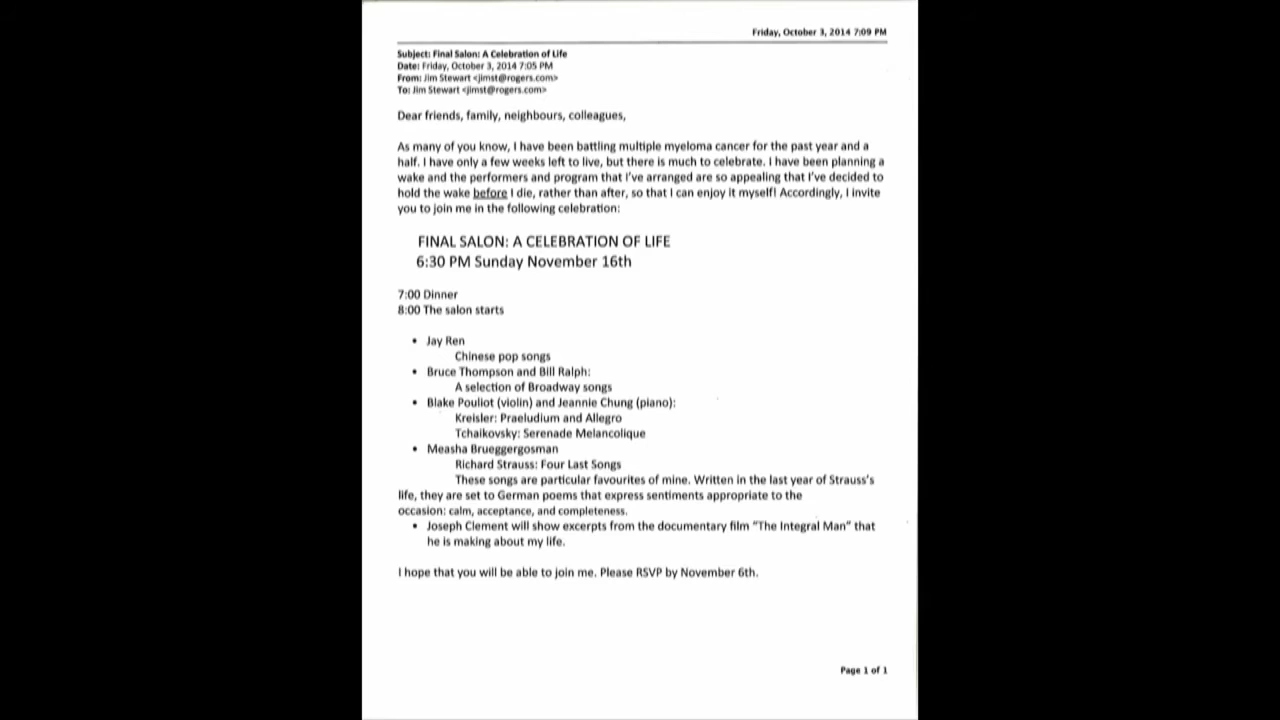 Friday, October 3, 2014 7:09 PM
Subject: Final Salon: A Celebration of Life
Date: Friday, October 3, 2014 7:05 PM
From: Jim Stewart <jimst@rogers.com>
To: Jim Stewart <jimst@rogers.com>
Dear friends, family, neighbours, colleagues,
As many of you know, I have been battling multiple myeloma cancer for the past year and a
half. I have only a few weeks left to live, but there is much to celebrate. I have been planning a
wake and the performers and program that I've arranged are so appealing that I've decided to
hold the wake before I die, rather than after, so that I can enjoy it myself! Accordingly, I invite
you to join me in the following celebration:
FINAL SALON: A CELEBRATION OF LIFE
6:30 PM Sunday November 16th
7:00 Dinner
8:00 The salon starts
• Jay Ren
Chinese pop songs
• Bruce Thompson and Bill Ralph:
A selection of Broadway songs
• Blake Pouliot (violin) and Jeannie Chung (piano):
Kreisler: Praeludium and Allegro
Tchaikovsky: Serenade Melancolique
• Measha Brueggergosman
Richard Strauss: Four Last Songs
These songs are particular favourites of mine. Written in the last year of Strauss's
life, they are set to German poems that express sentiments appropriate to the
occasion: calm, acceptance, and completeness.
• Joseph Clement will show excerpts from the documentary film "The Integral Man" that
he is making about my life.
I hope that you will be able to join me. Please RSVP by November 6th.
Page 1 of 1